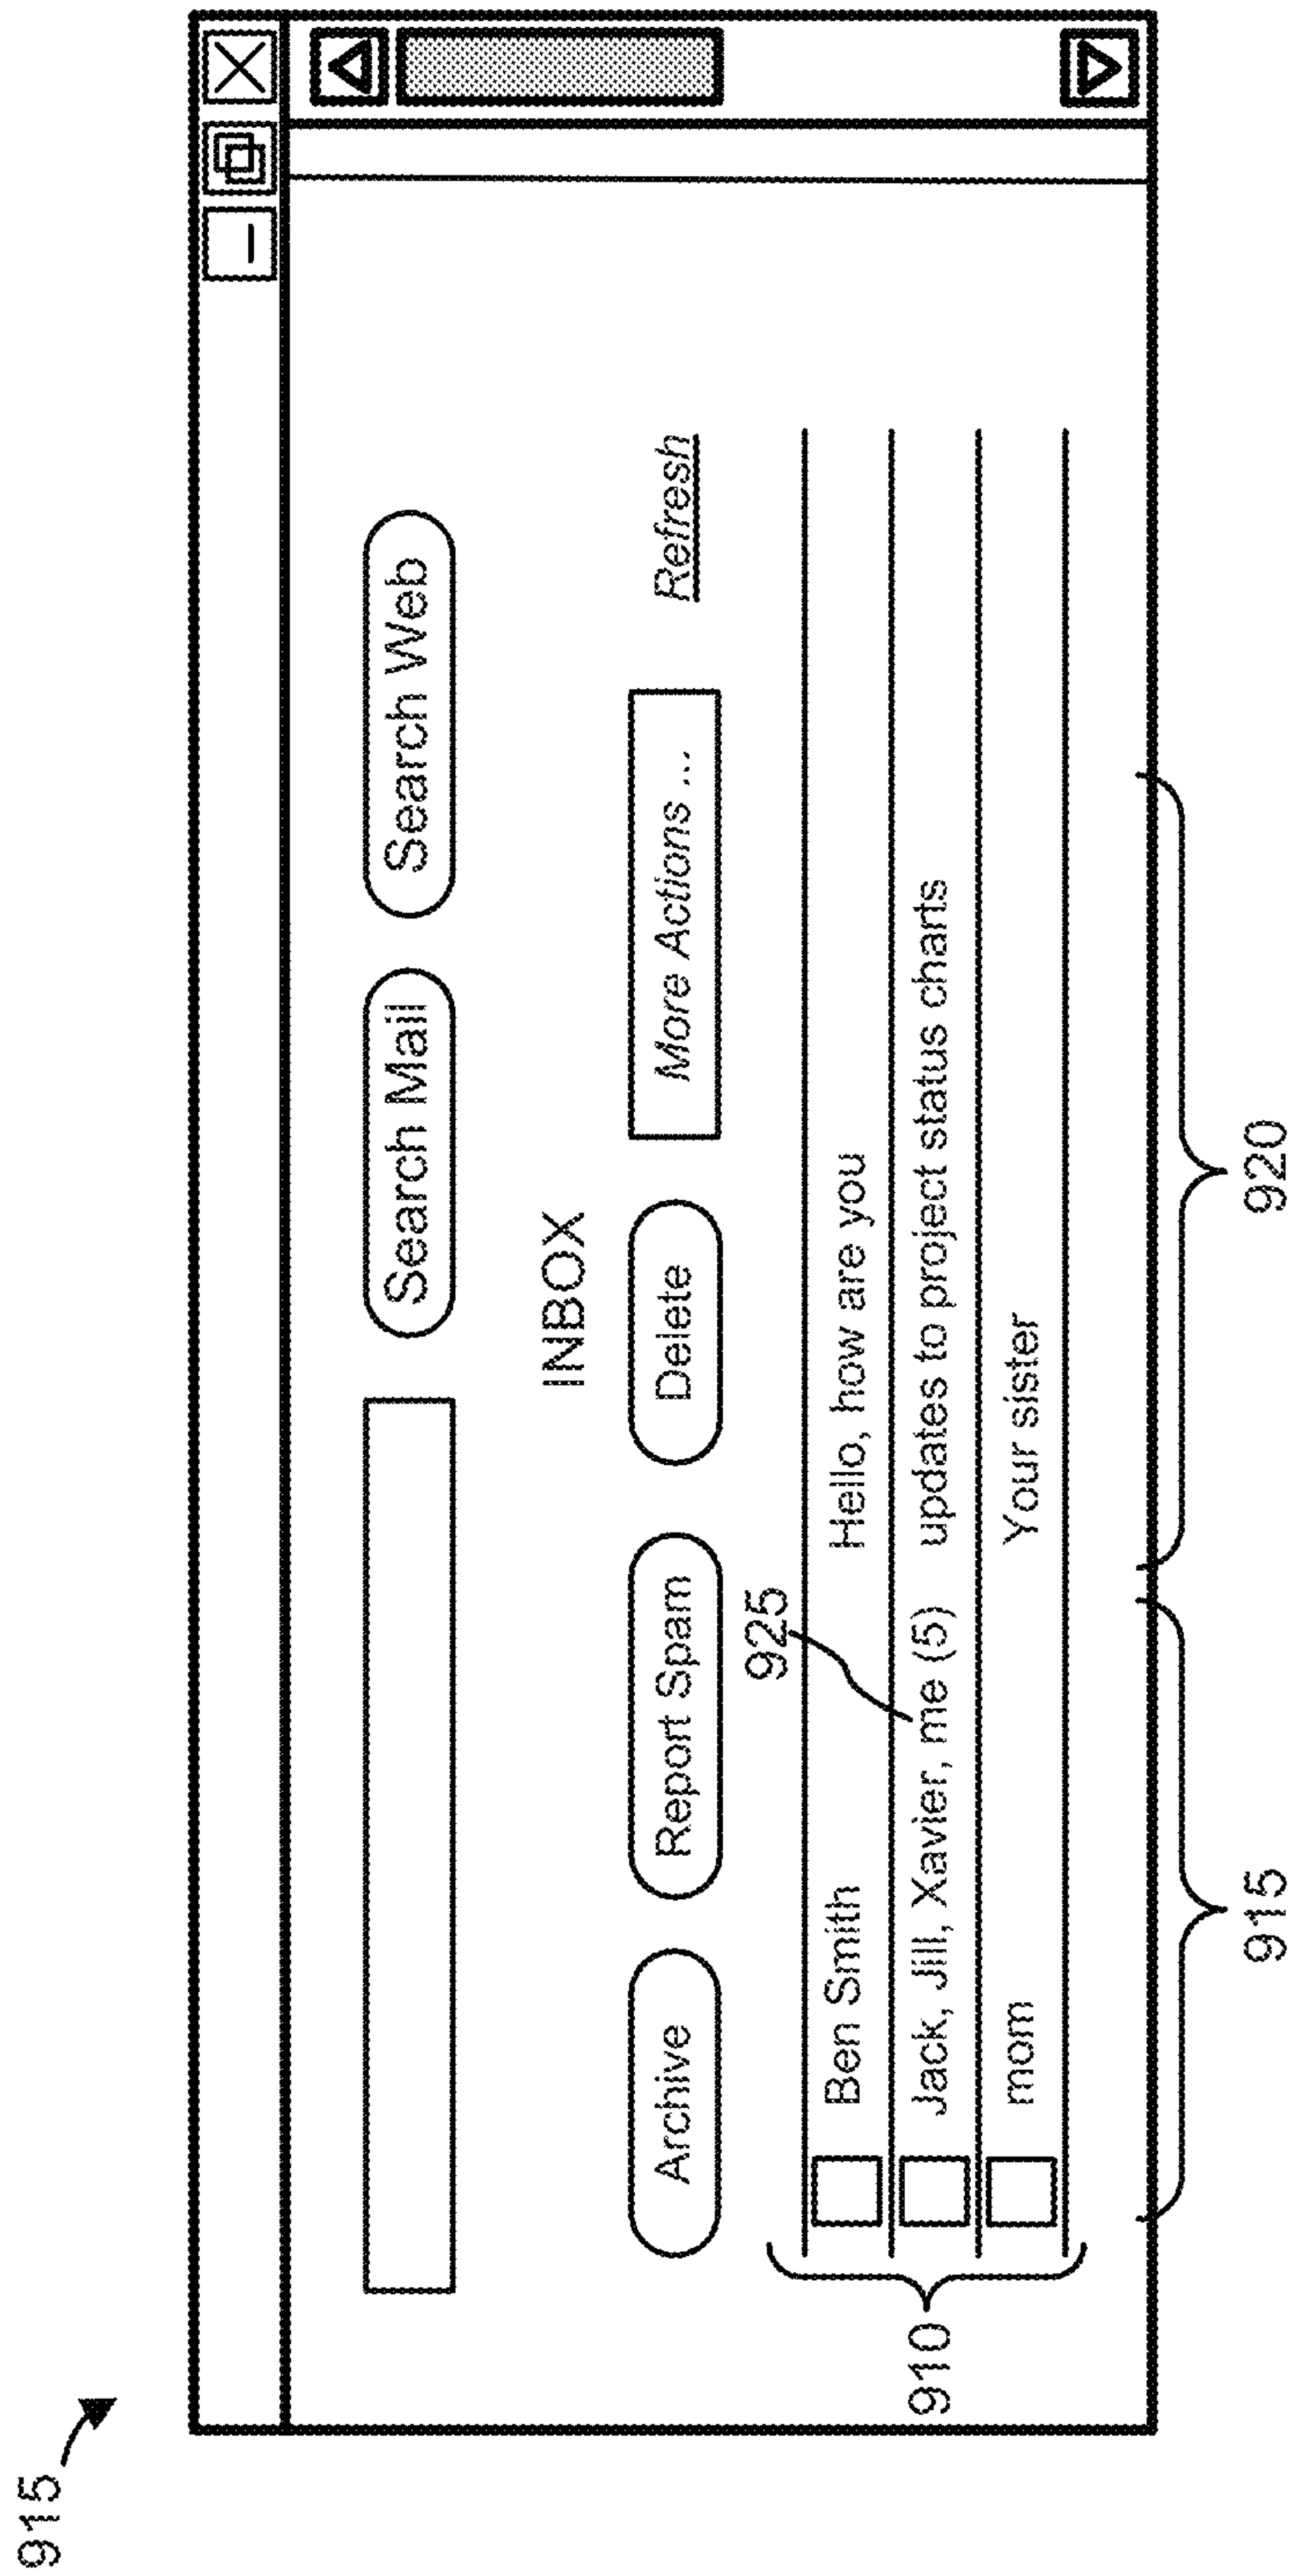 915
Search Mail Search Web
INBOX
Archive Report Spam Delete More Actions ... Refresh
925
Ben Smith Hello, how are you
Jack, Jill, Xavier, me (5) updates to project status charts
mom Your sister
910
915 920